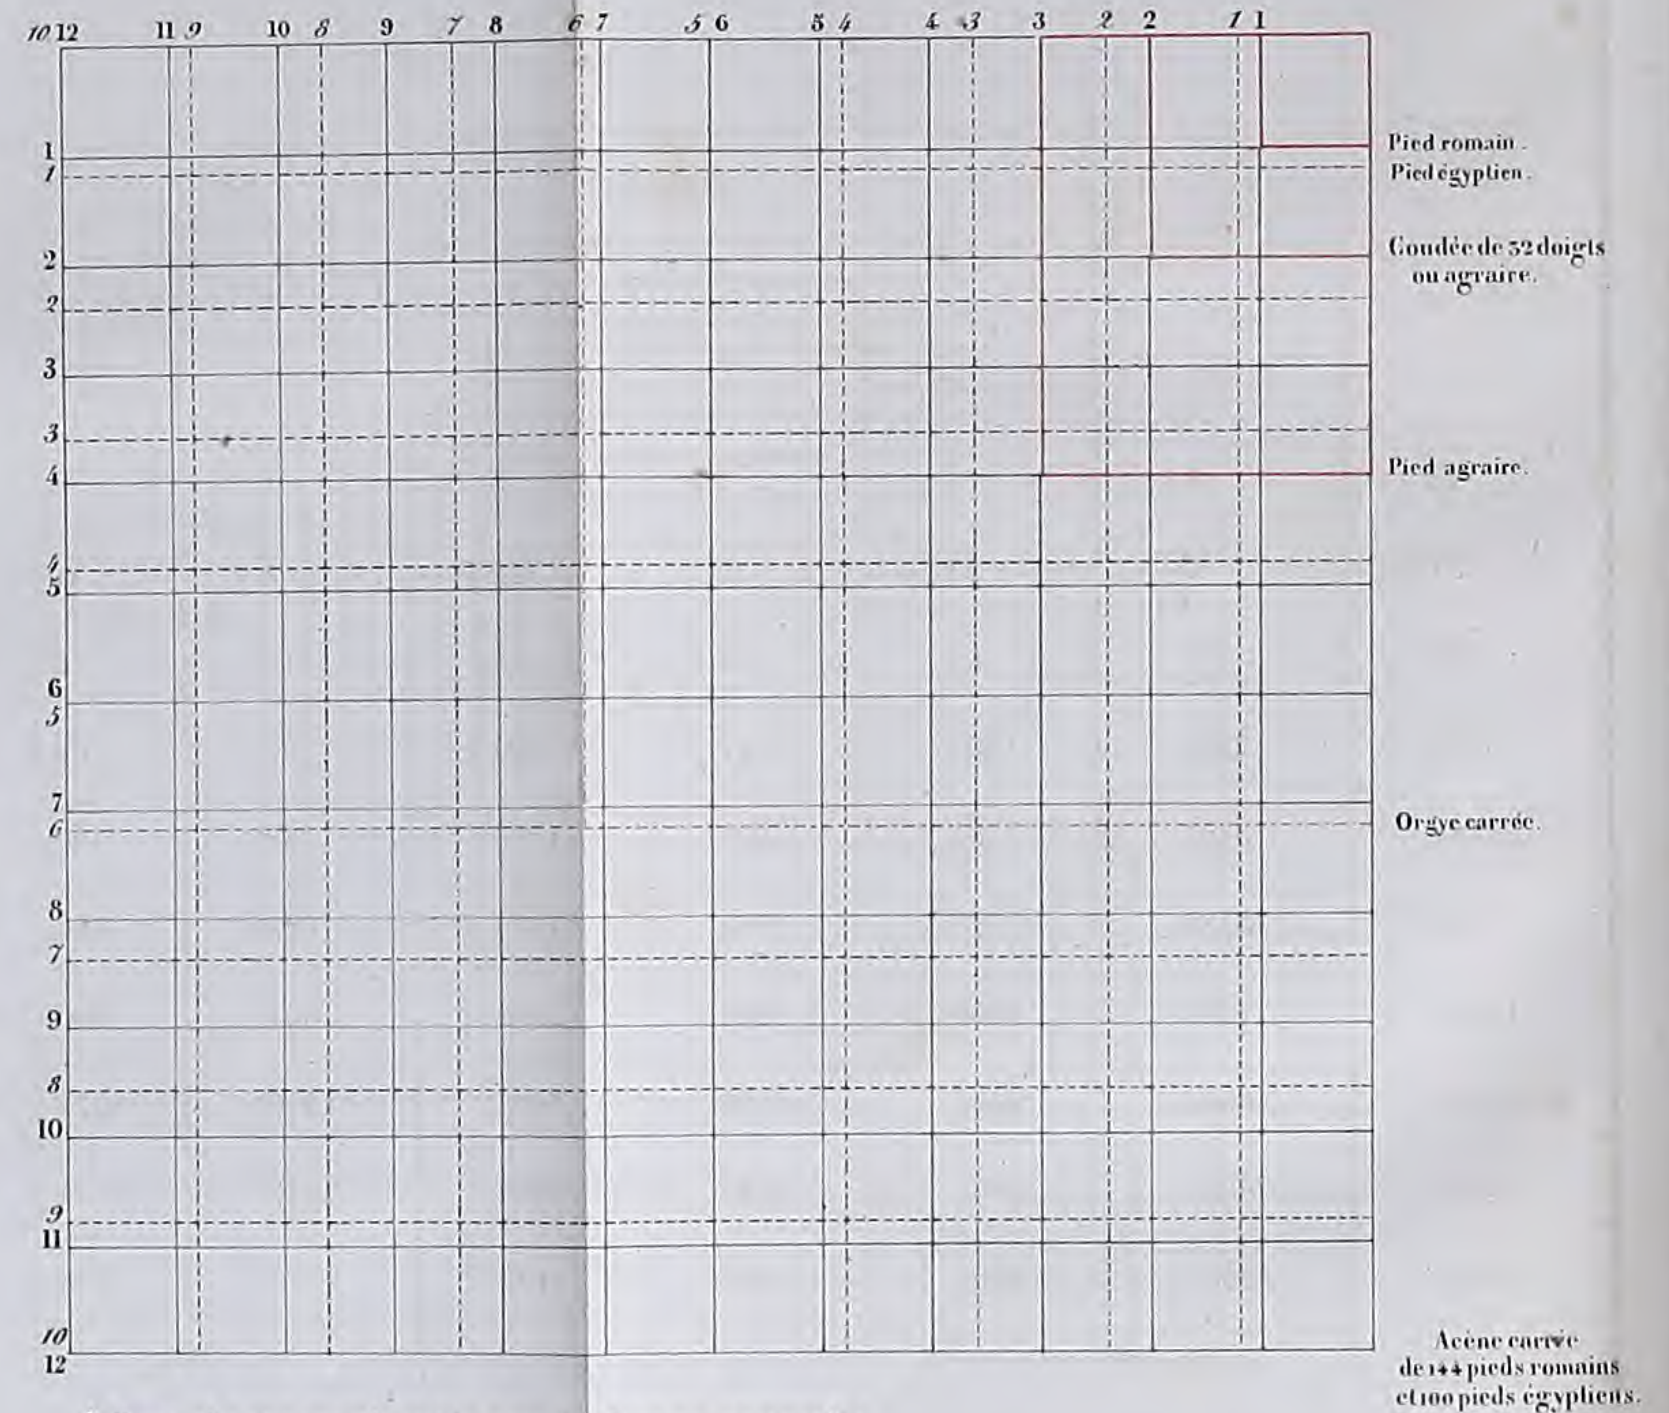 10 12 11 9 10 8 9 7 8 6 7 5 6 5 4 4 3 3 2 2 1 1
1
Pied romain.
1
Pied égyptien.
2
Coudée de 32 doigts
ou agraire.
2
3
3
4
Pied agraire.
4
5
6
5
7
6
Orgye carrée.
8
7
9
8
10
9
11
10
12
Acène carrée
de 144 pieds romains
et 100 pieds égyptiens.